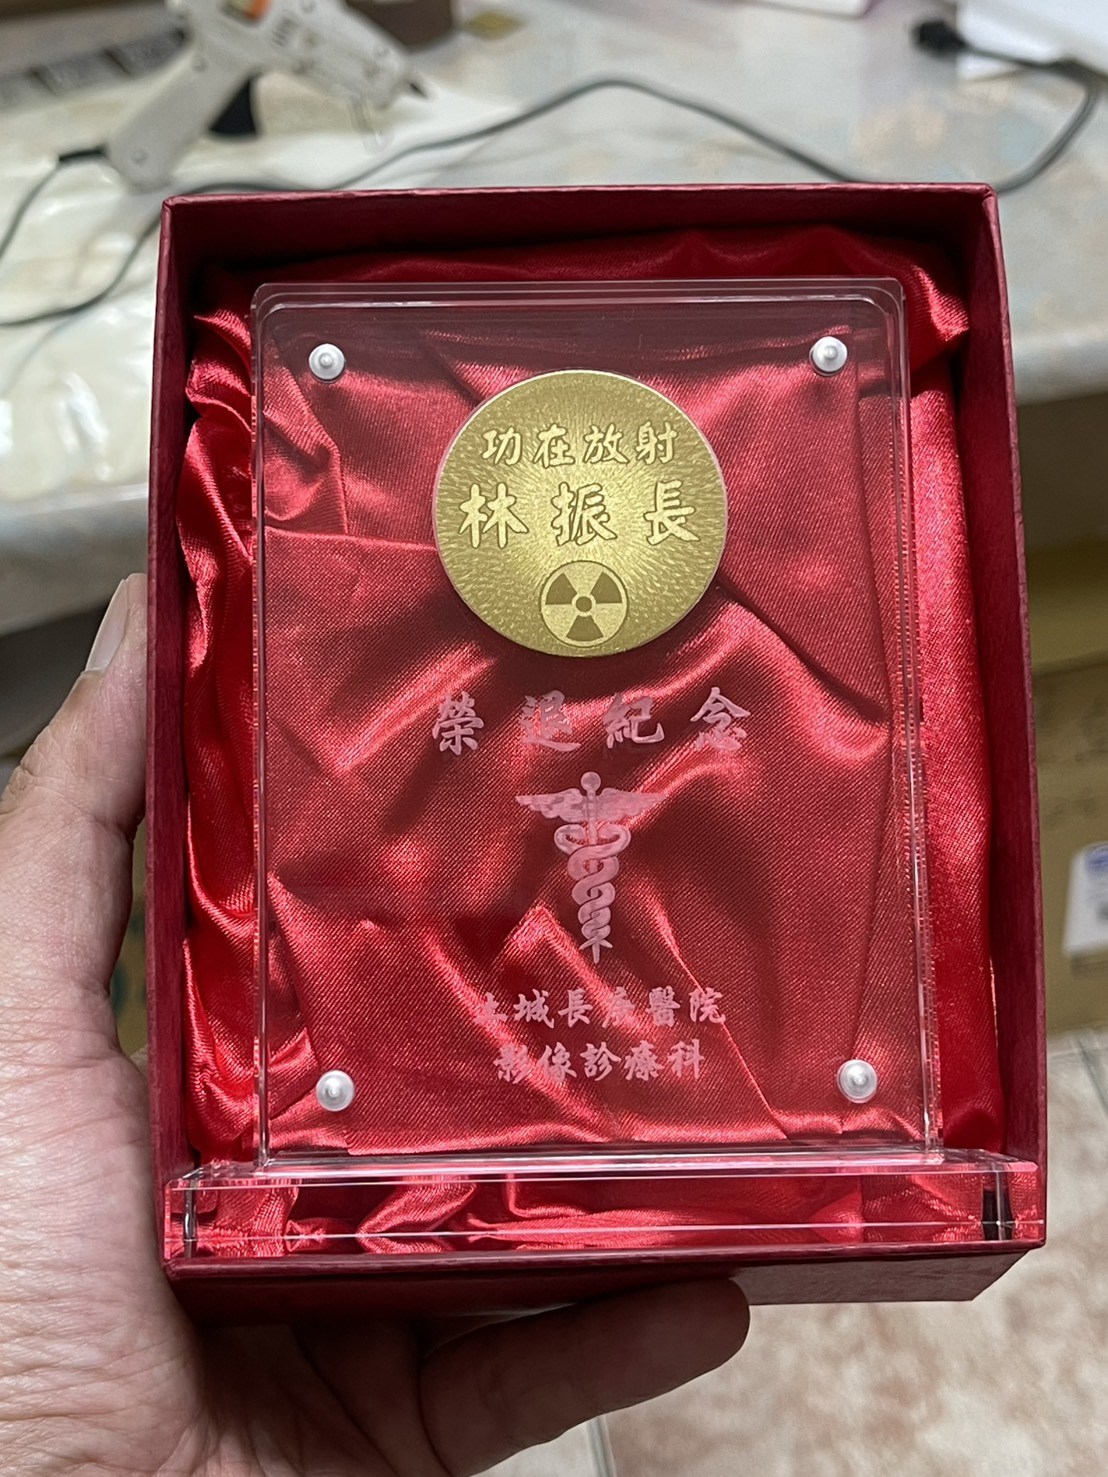 功在放射
林振長
榮退紀念
土城長庚醫院
影像診療科